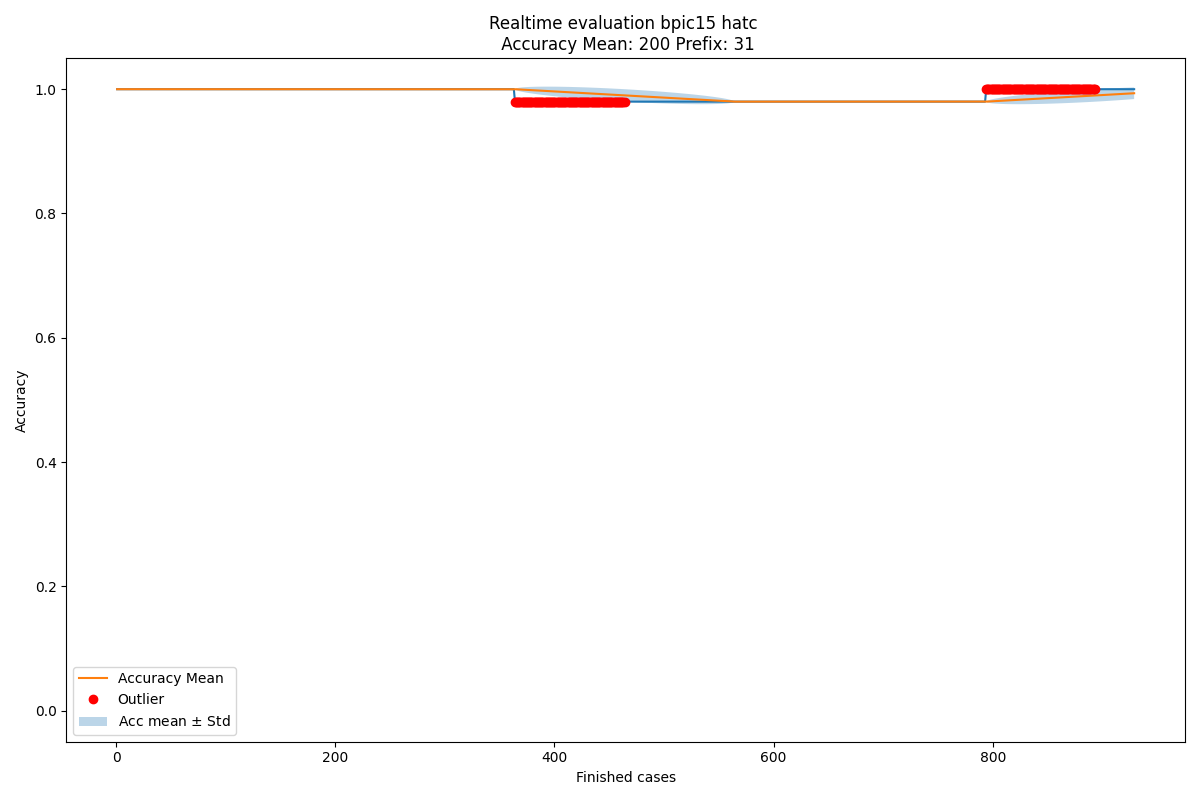 Realtime evaluation bpic15 hatc
Accuracy Mean: 200 Prefix: 31
Accuracy
1.0
0.8
0.6
0.4
0.2
0.0
Accuracy Mean
Outlier
Acc mean ± Std
0
200
400
600
800
Finished cases